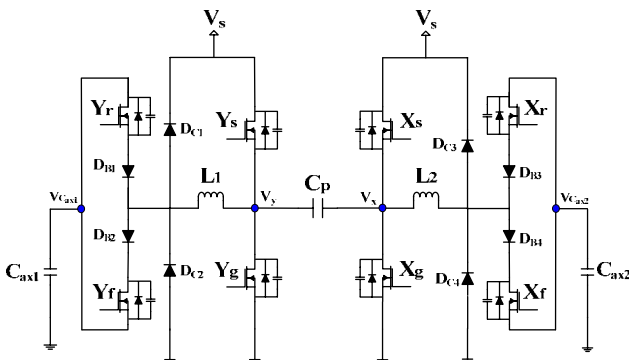 Vs Vs
Yr Ys Xs Xr
DC1 DC3
DB1 L1 Cp L2 DB3
VCax1 Vy Vx VCax2
DB2 DB4
Cax1 Yf DC2 Yg Xg DC4 Xf Cax2